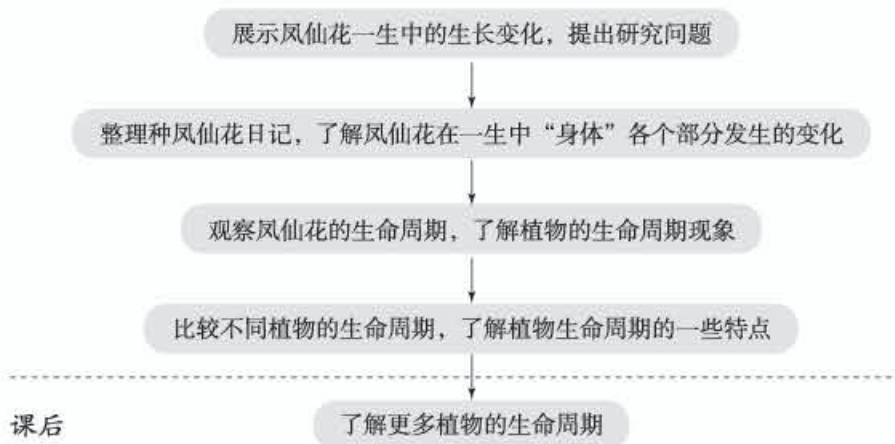 展示凤仙花一生中的生长变化，提出研究问题
整理种凤仙花日记，了解凤仙花在一生中“身体”各个部分发生的变化
观察凤仙花的生命周期，了解植物的生命周期现象
比较不同植物的生命周期，了解植物生命周期的一些特点
课后
了解更多植物的生命周期